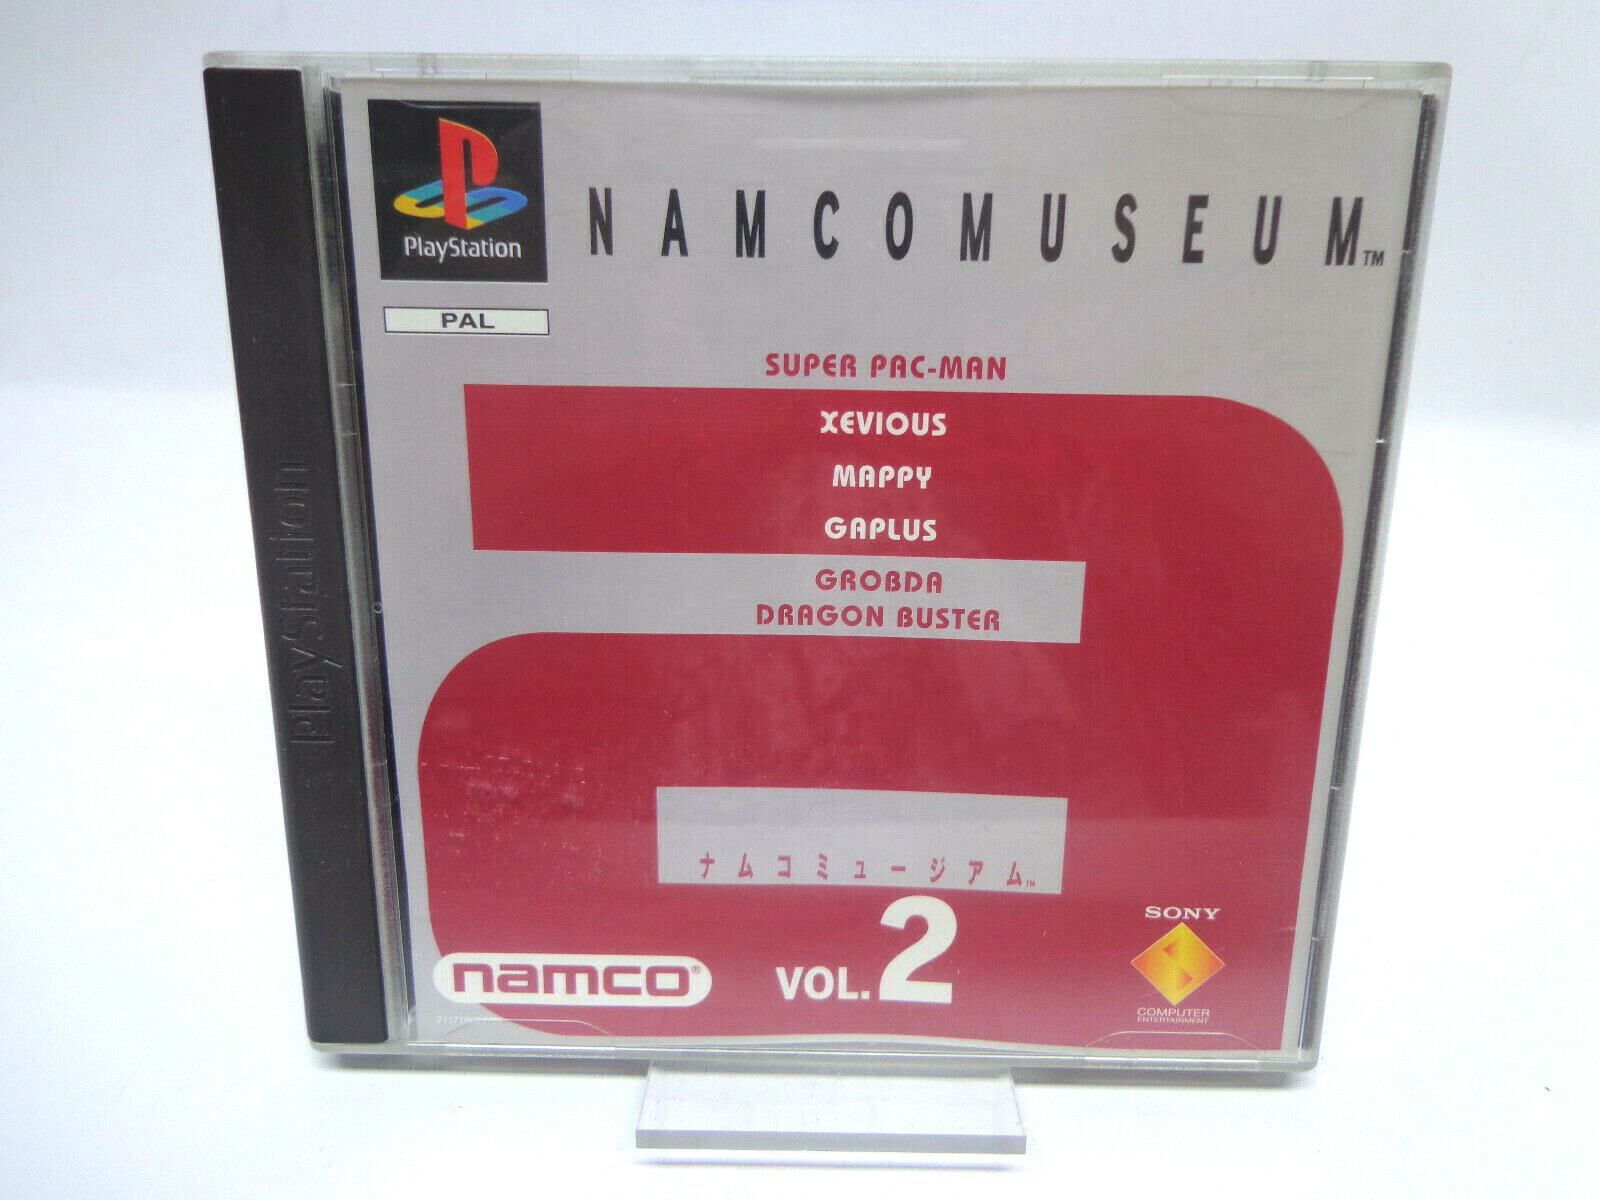 PlayStation
NAMCOMUSEUM™
PAL
SUPER PAC-MAN
XEVIOUS
MAPPY
GAPLUS
GROBDA
DRAGON BUSTER
PlayStation
ナムコミュージアム™
VOL.2
namco®
SONY
COMPUTER
ENTERTAINMENT